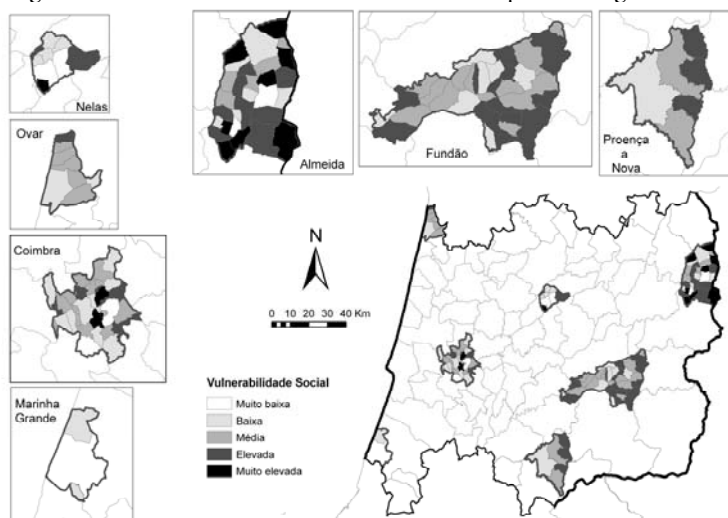 Nelas
Ovar
Almeida
Fundão
Proença
a
Nova
Coimbra
Marinha
Grande
N
0 5 10 20 30 40 Km
Vulnerabilidade Social
Muito baixa
Baixa
Média
Elevada
Muito elevada